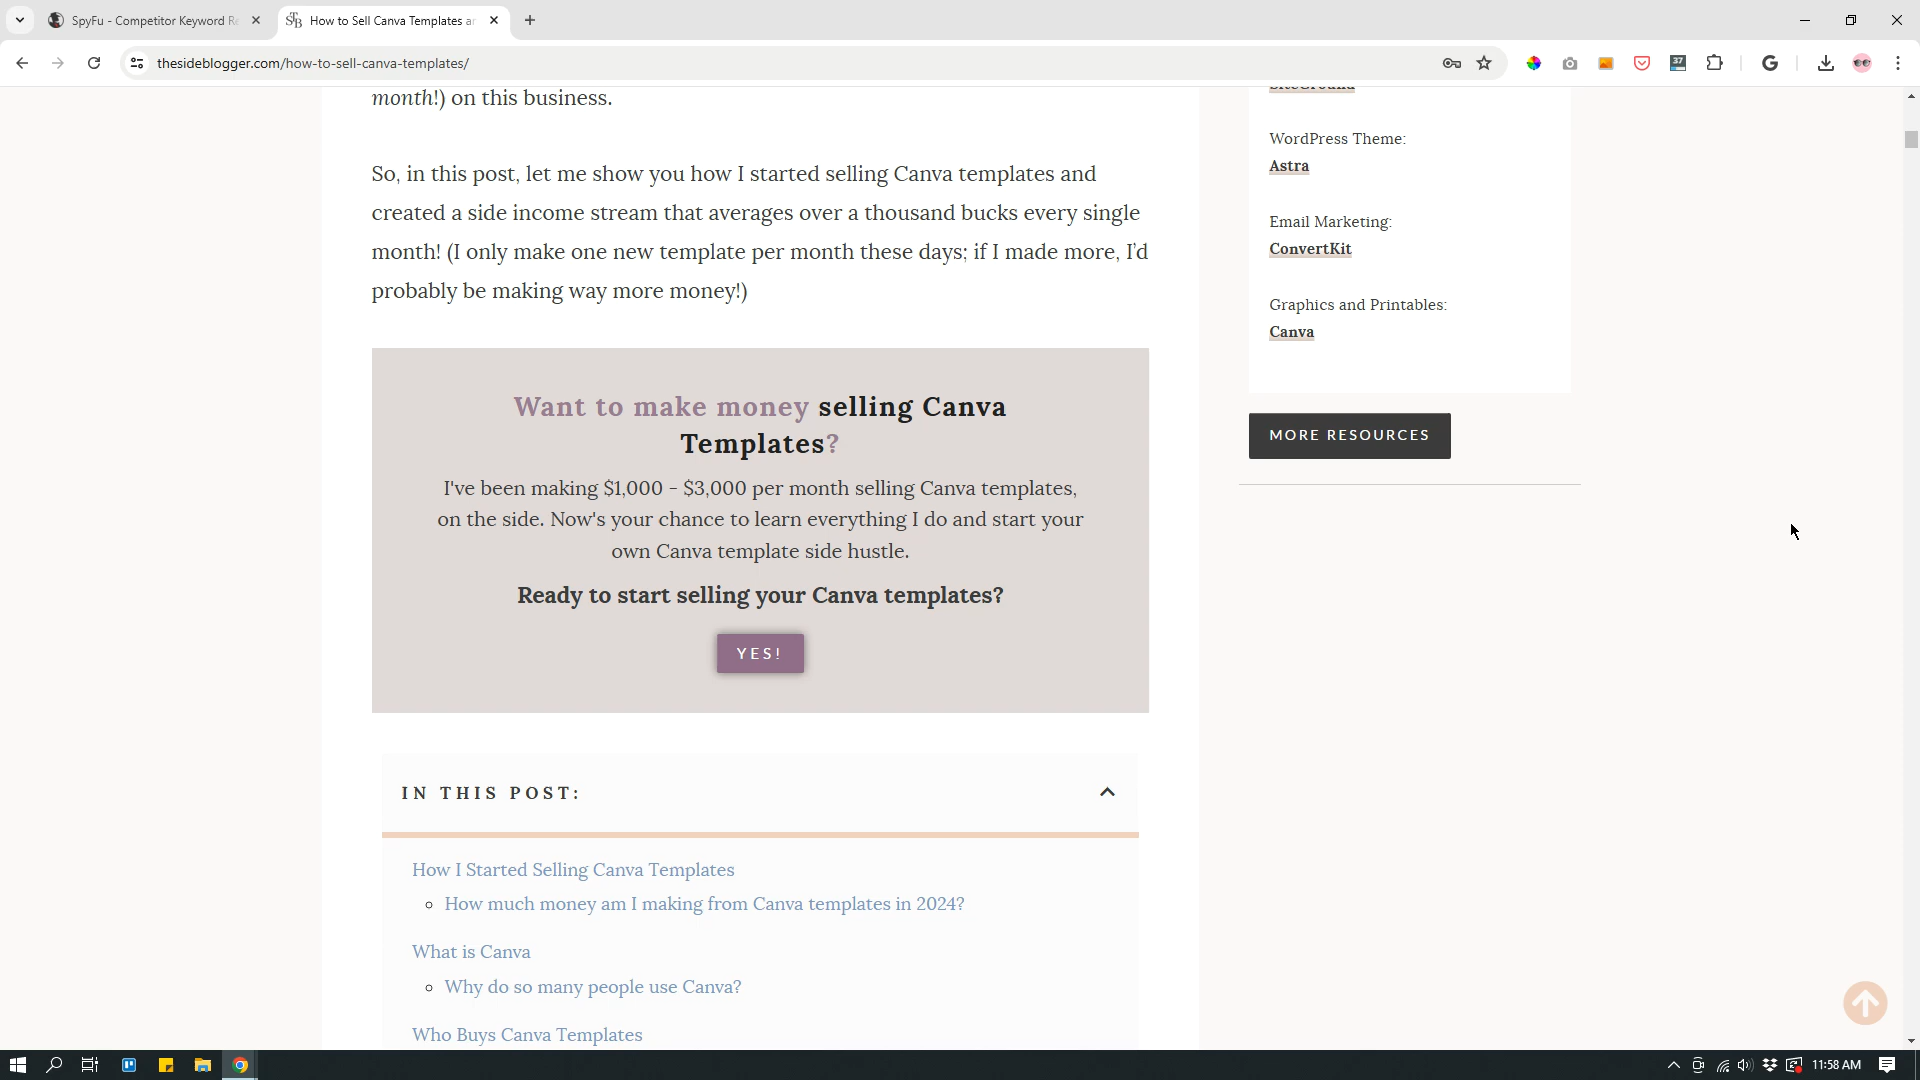 SpyFu - Competitor Keyword Re
How to Sell Canva Templates an
thesideblogger.com/how-to-sell-canva-templates/
37
month!) on this business.
So, in this post, let me show you how I started selling Canva templates and
created a side income stream that averages over a thousand bucks every single
month! (I only make one new template per month these days; if I made more, I'd
probably be making way more money!)
Want to make money selling Canva
Templates?
I've been making $1,000 - $3,000 per month selling Canva templates,
on the side. Now's your chance to learn everything I do and start your
own Canva template side hustle.
Ready to start selling your Canva templates?
YES!
IN THIS POST:
How I Started Selling Canva Templates
How much money am I making from Canva templates in 2024?
What is Canva
Why do so many people use Canva?
Who Buys Canva Templates
SiteGround
WordPress Theme:
Astra
Email Marketing:
ConvertKit
Graphics and Printables:
Canva
MORE RESOURCES
11:58 AM